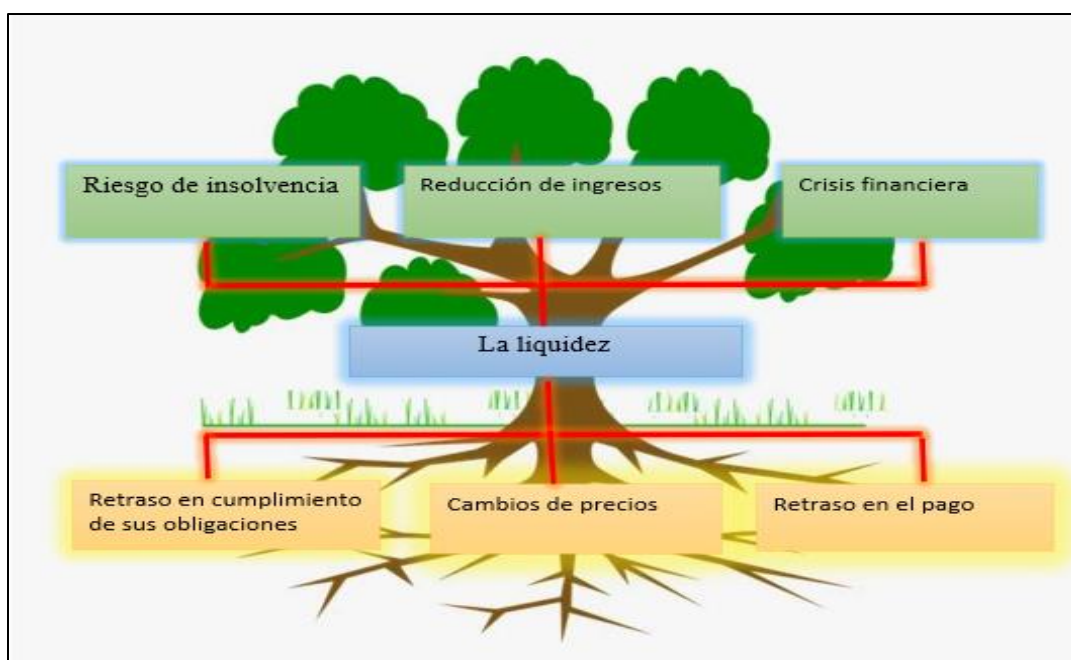 Riesgo de insolvencia
Reducción de ingresos
Crisis financiera
La liquidez
Retraso en cumplimiento
de sus obligaciones
Cambios de precios
Retraso en el pago